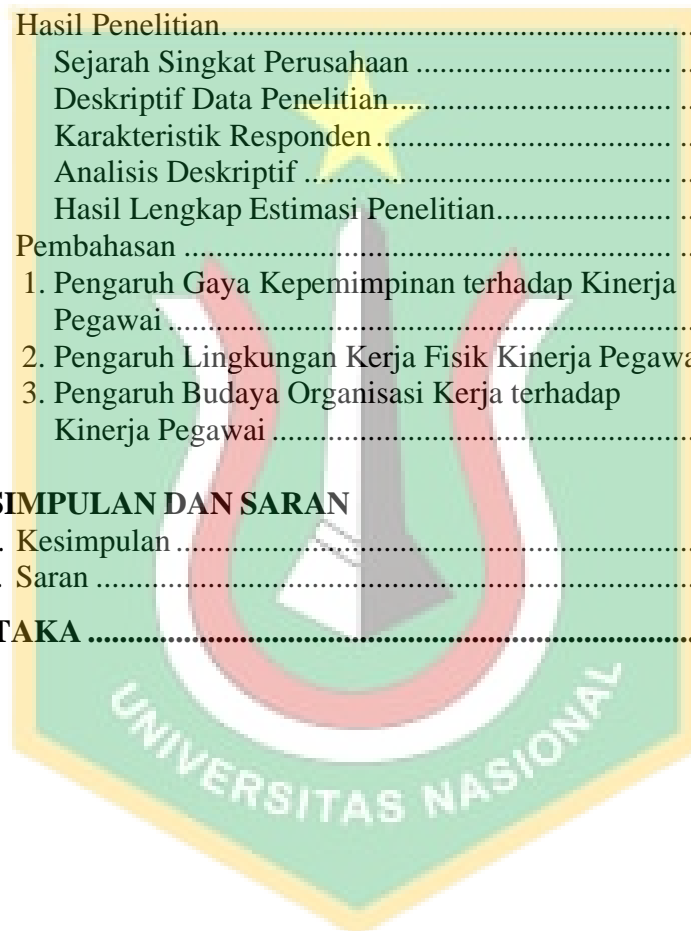 Hasil Penelitian.............................................................
Sejarah Singkat Perusahaan ..................................... ..
Deskriptif Data Penelitian........................................ ..
Karakteristik Responden .......................................... ..
Analisis Deskriptif .................................................... ..
Hasil Lengkap Estimasi Penelitian........................... ..
Pembahasan ................................................................ ..
1. Pengaruh Gaya Kepemimpinan terhadap Kinerja
Pegawai .....................................................................
2. Pengaruh Lingkungan Kerja Fisik Kinerja Pegawa
3. Pengaruh Budaya Organisasi Kerja terhadap
Kinerja Pegawai .......................................................
SIMPULAN DAN SARAN
. Kesimpulan ..................................................................
. Saran ............................................................................
TAKA ..............................................................................
UNIVERSITAS NASIONAL